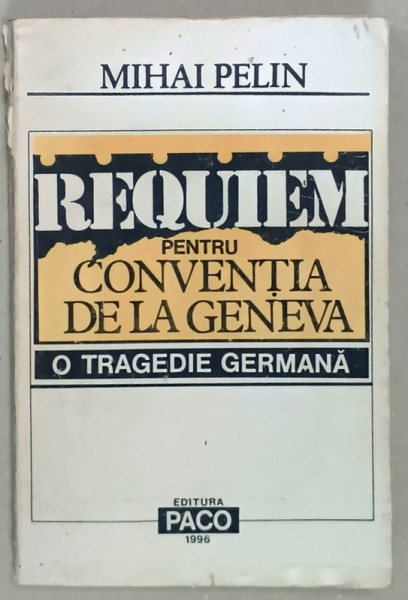 MIHAI PELIN
REQUIEM
PENTRU
CONVENȚIA
DE LA GENEVA
O TRAGEDIE GERMANĂ
EDITURA
PACO
1996